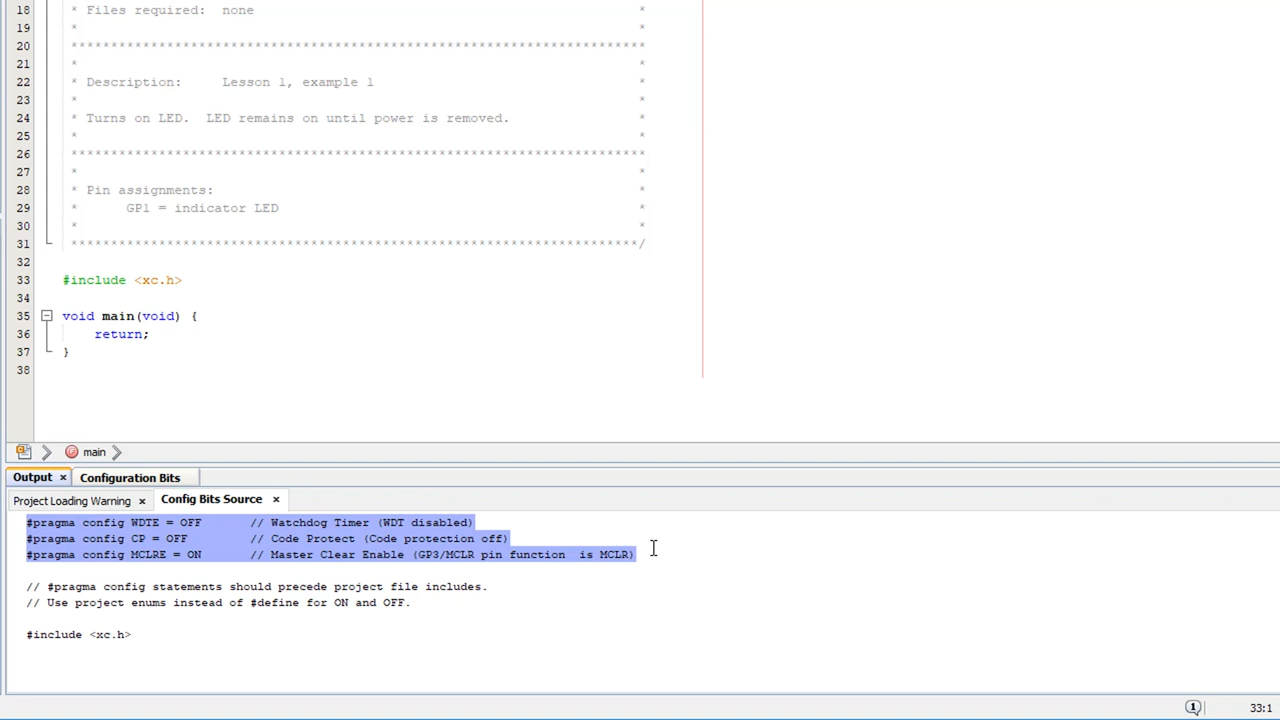 18 * Files required: none *
19 * *
20 ************************************************************************
21 * *
22 * Description: Lesson 1, example 1 *
23 * *
24 * Turns on LED. LED remains on until power is removed. *
25 * *
26 ************************************************************************
27 * *
28 * Pin assignments: *
29 * GP1 = indicator LED *
30 * *
31 ***********************************************************************/
32
33 #include <xc.h>
34
35 void main(void) {
36 return;
37 }
38
main
Output × Configuration Bits
Project Loading Warning × Config Bits Source ×
#pragma config WDTE = OFF // Watchdog Timer (WDT disabled)
#pragma config CP = OFF // Code Protect (Code protection off)
#pragma config MCLRE = ON // Master Clear Enable (GP3/MCLR pin function is MCLR)
// #pragma config statements should precede project file includes.
// Use project enums instead of #define for ON and OFF.
#include <xc.h>
1 33:1